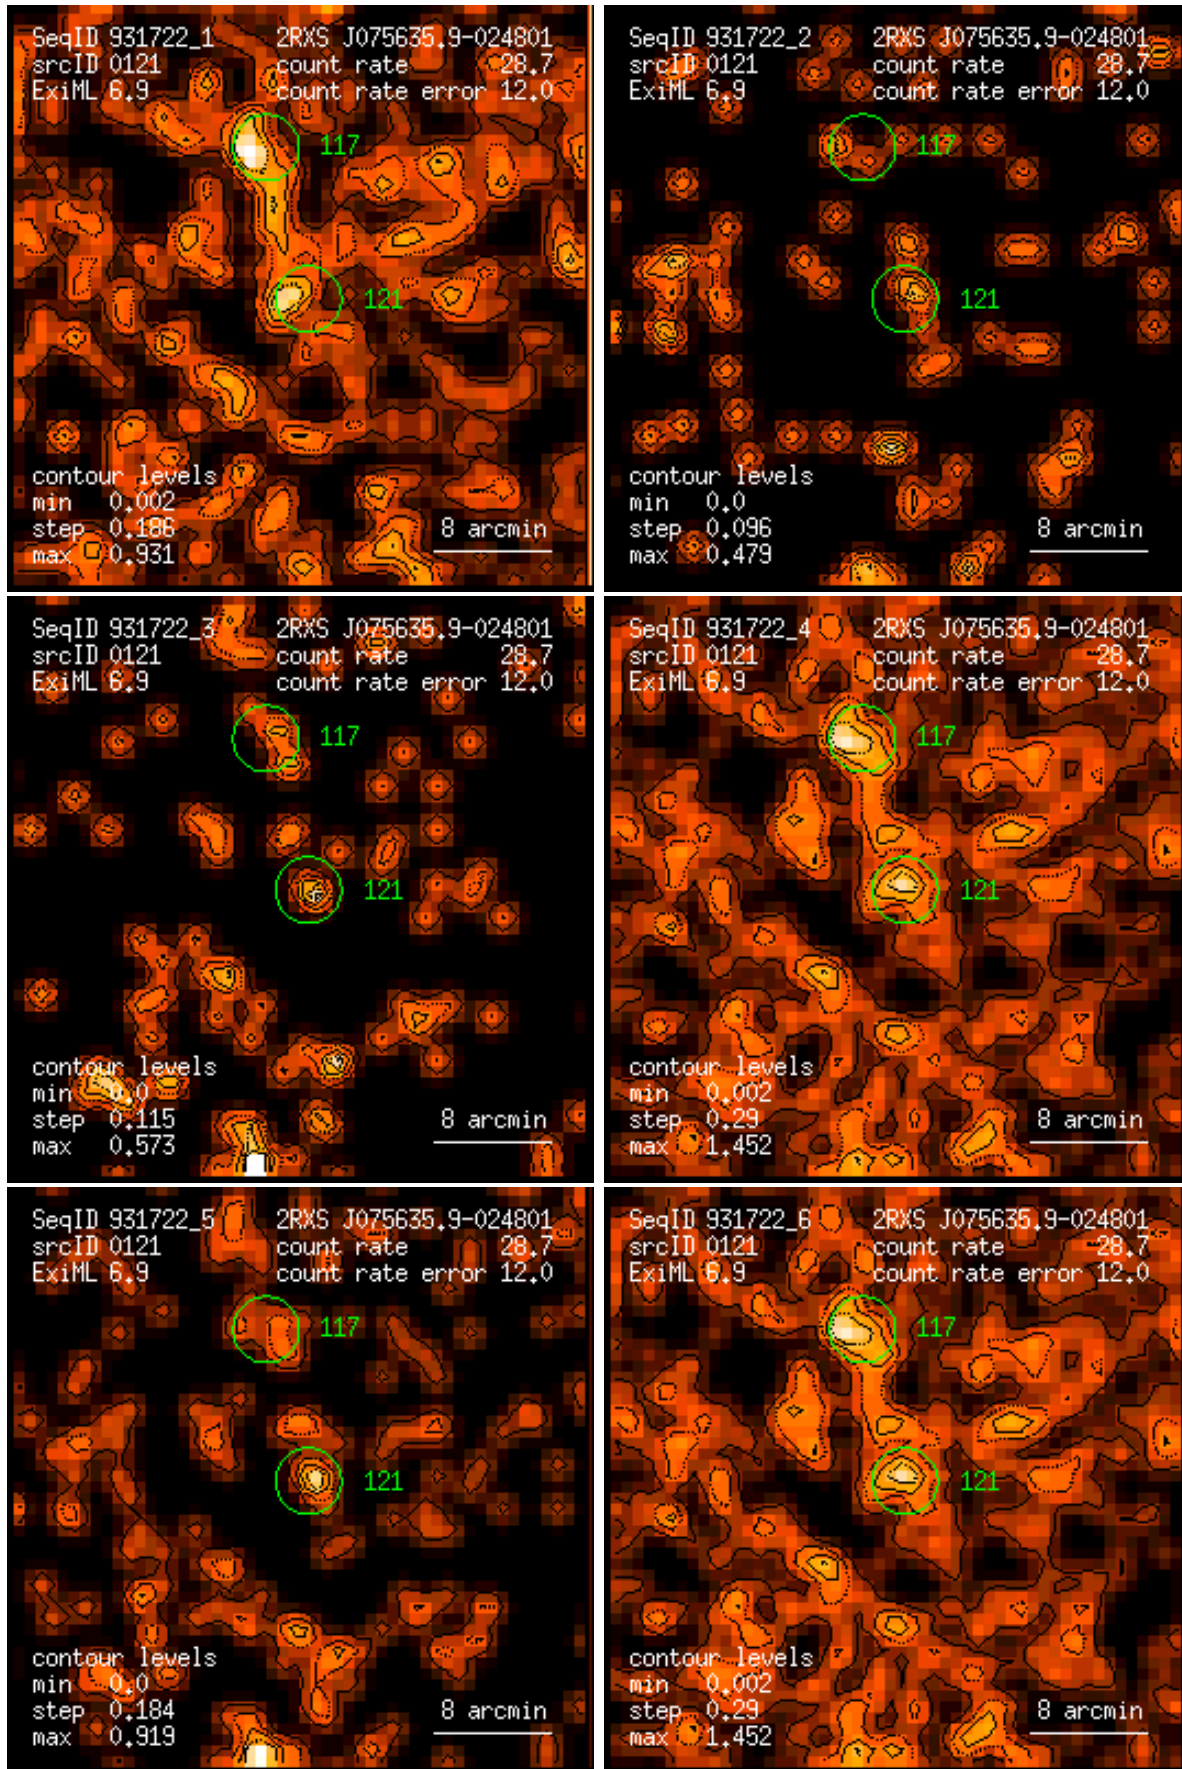 SeqID 931722_1 2RXS J075635.9-024801
srcID 0121 count rate 28.7
ExiML 6.9 count rate error 12.0
117
121
contour levels
min 0.002
step 0.186 8 arcmin
max 0.931
SeqID 931722_2 2RXS J075635.9-024801
srcID 0121 count rate 28.7
ExiML 6.9 count rate error 12.0
117
121
contour levels
min 0.0
step 0.096 8 arcmin
max 0.479
SeqID 931722_3 2RXS J075635.9-024801
srcID 0121 count rate 28.7
ExiML 6.9 count rate error 12.0
117
121
contour levels
min 0.0
step 0.115 8 arcmin
max 0.573
SeqID 931722_4 2RXS J075635.9-024801
srcID 0121 count rate 28.7
ExiML 6.9 count rate error 12.0
117
121
contour levels
min 0.002
step 0.29 8 arcmin
max 1.452
SeqID 931722_5 2RXS J075635.9-024801
srcID 0121 count rate 28.7
ExiML 6.9 count rate error 12.0
117
121
contour levels
min 0.0
step 0.184 8 arcmin
max 0.919
SeqID 931722_6 2RXS J075635.9-024801
srcID 0121 count rate 28.7
ExiML 6.9 count rate error 12.0
117
121
contour levels
min 0.002
step 0.29 8 arcmin
max 1.452